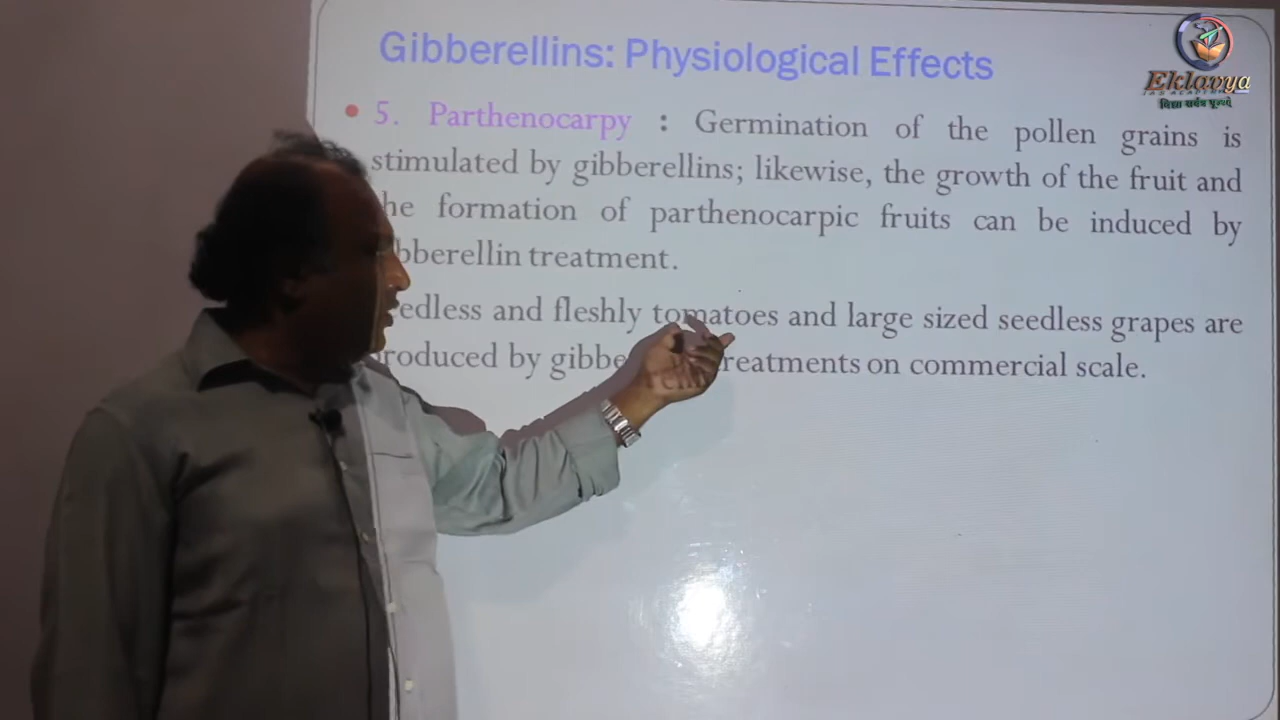 Gibberellins: Physiological Effects
Eklavya
• 5. Parthenocarpy : Germination of the pollen grains is
stimulated by gibberellins; likewise, the growth of the fruit and
he formation of parthenocarpic fruits can be induced by
bberellin treatment.
edless and fleshly tomatoes and large sized seedless grapes are
roduced by gibbe reatments on commercial scale.